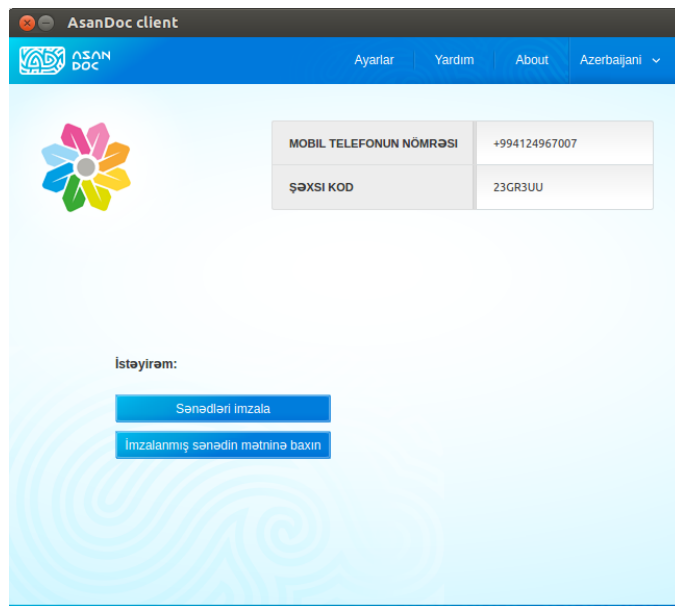 AsanDoc client
ASAN
DOC
Ayarlar Yardım About Azerbaijani
MOBIL TELEFONUN NÖMRƏSI +994124967007
ŞƏXSI KOD 23GR3UU
İstəyirəm:
Sənədləri imzala
İmzalanmış sənədin mətninə baxın